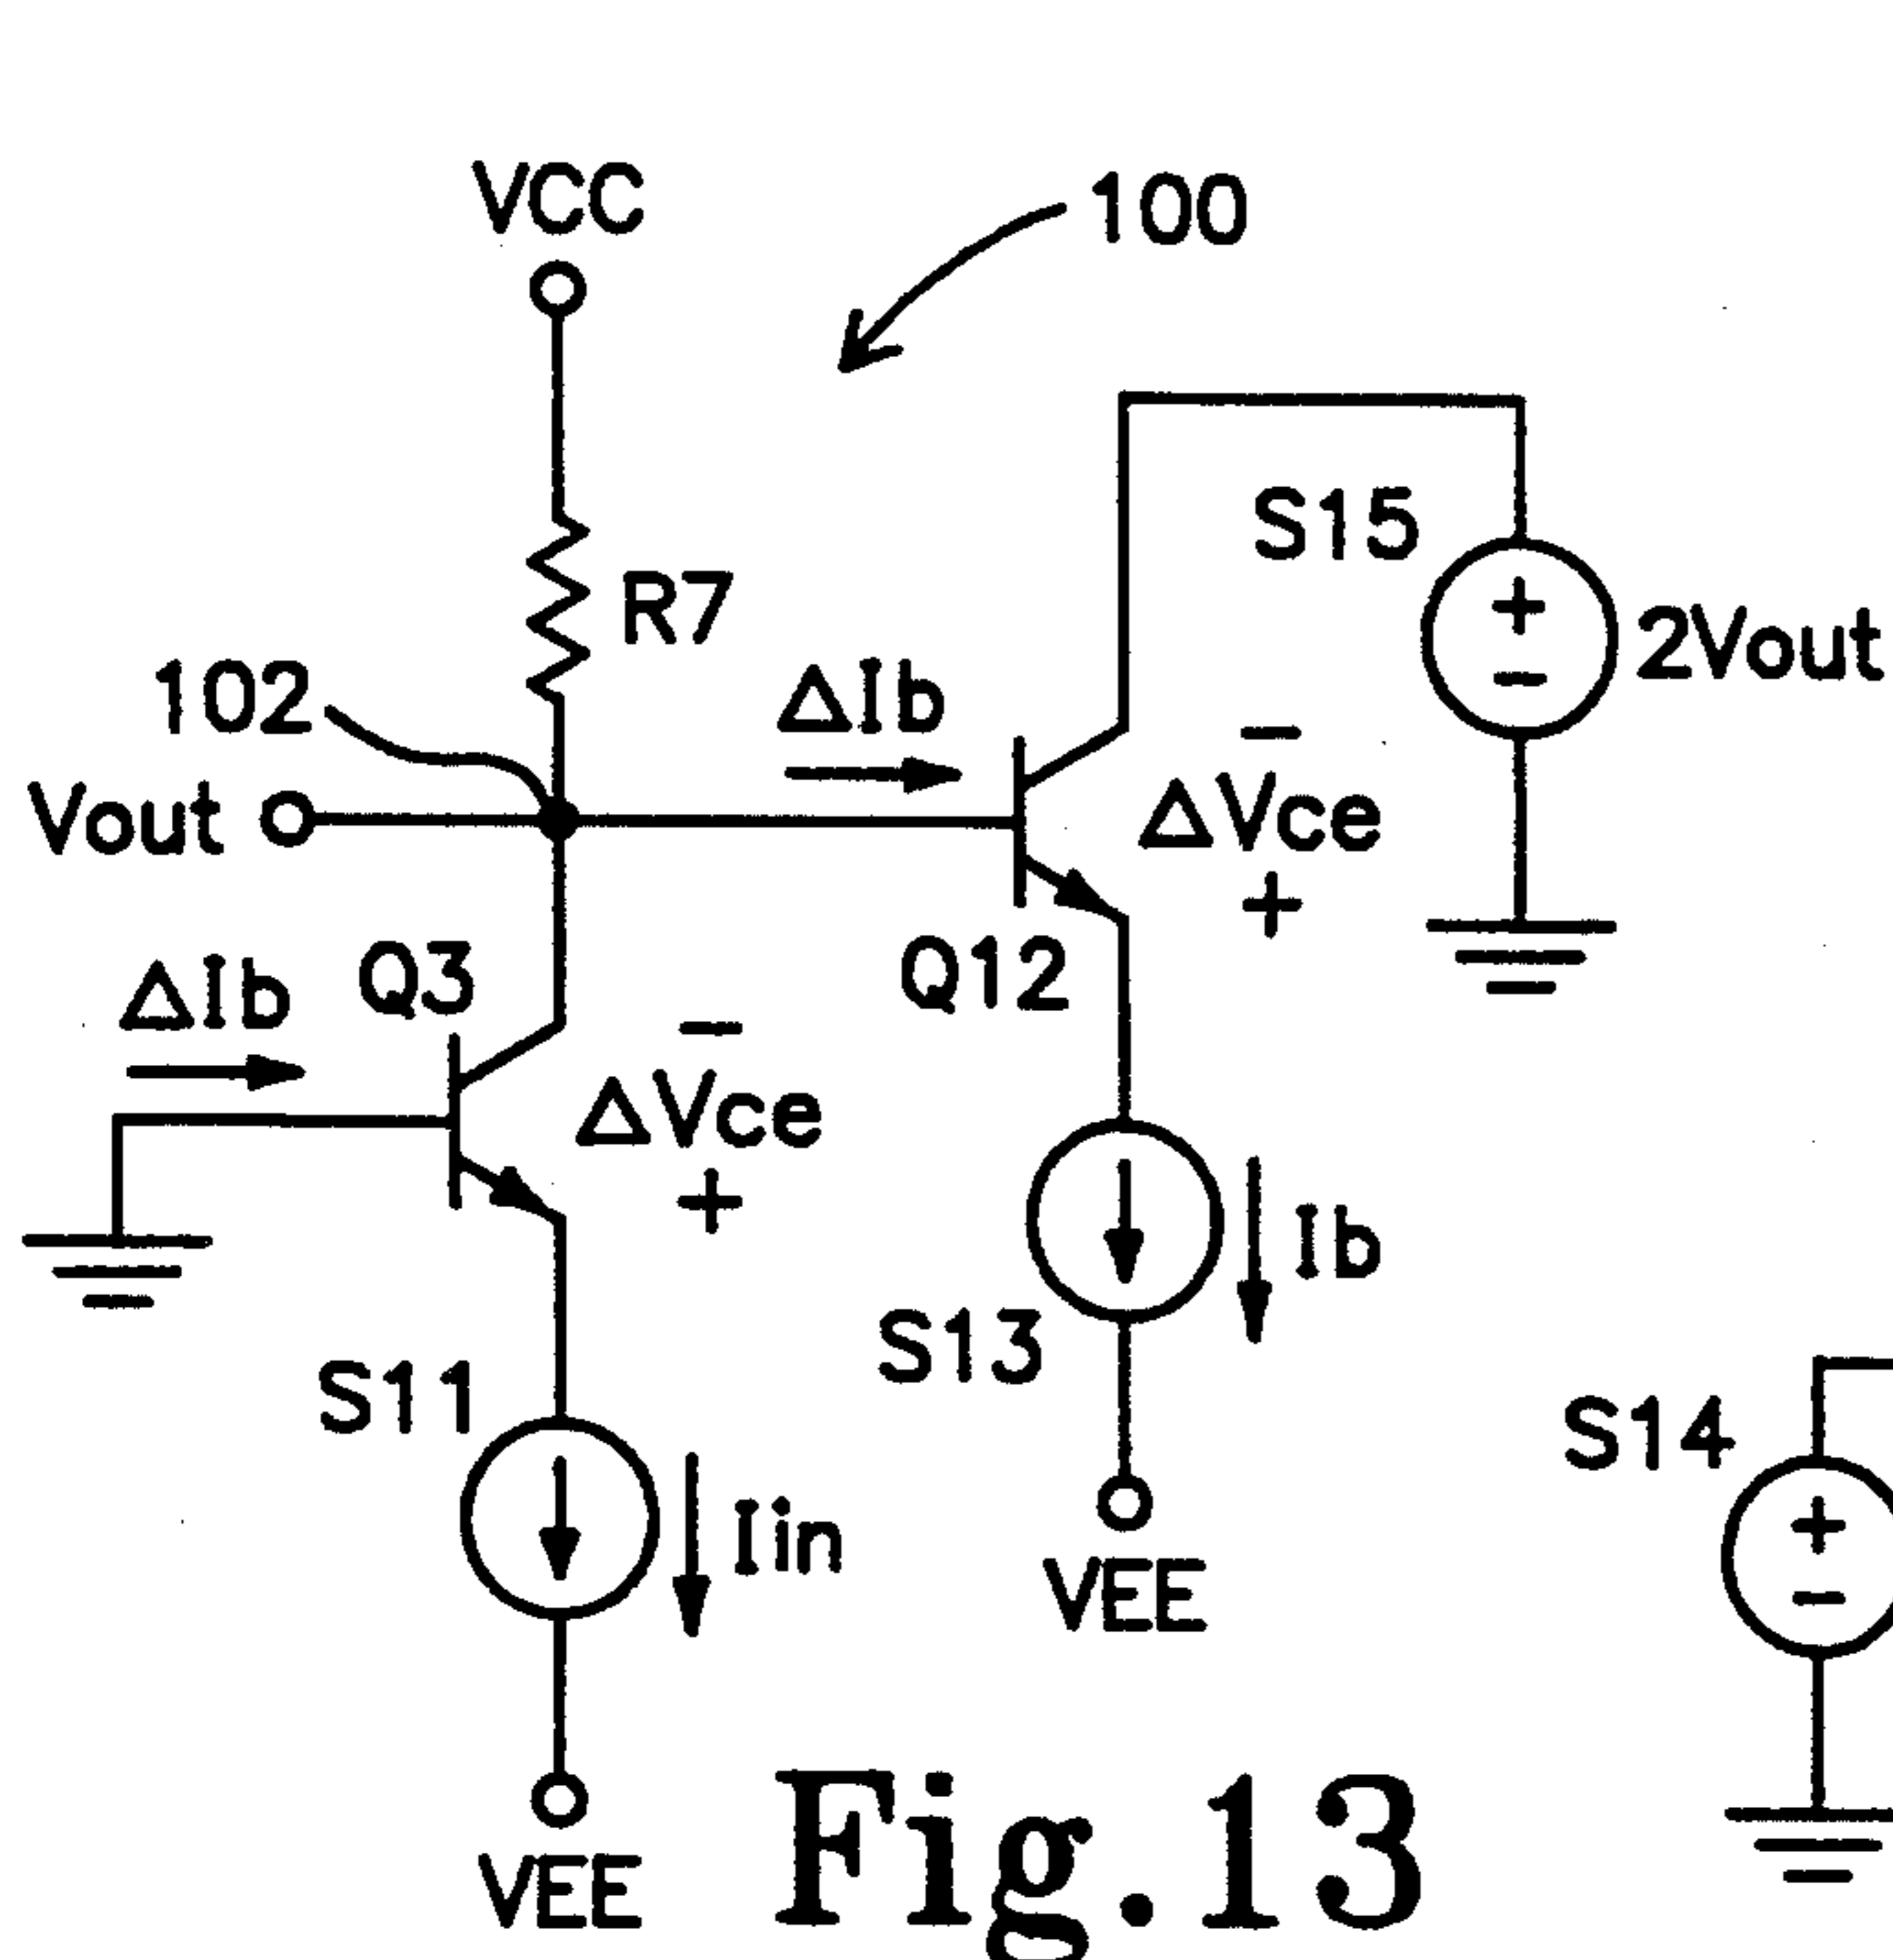 VCC
100
S15
+
−
2Vout
R7
102
ΔIb
Vout
−
ΔVce
+
Q12
ΔIb
Q3
−
ΔVce
+
Ib
S13
S11
S14
+
−
Iin
VEE
VEE
Fig.13